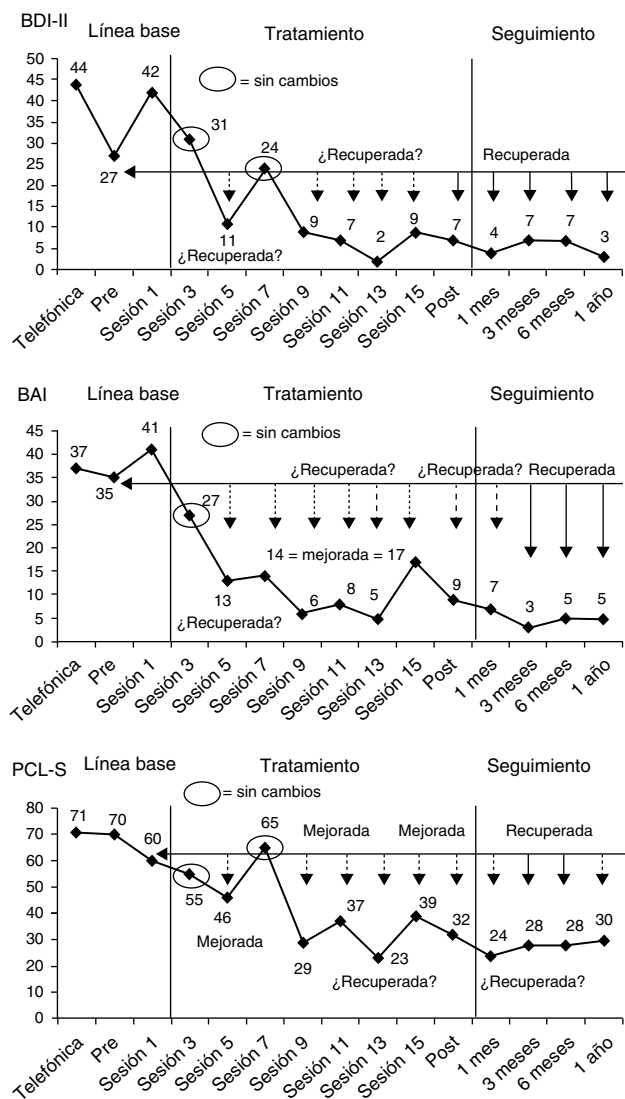 BDI-II
Línea base Tratamiento Seguimiento
= sin cambios
50
45
40
35
30
25
20
15
10
5
0
44 27 42 31 11 24 9 7 2 9 7 4 7 7 3
¿Recuperada? Recuperada
¿Recuperada?
Telefónica Pre Sesión 1 Sesión 3 Sesión 5 Sesión 7 Sesión 9 Sesión 11 Sesión 13 Sesión 15 Post 1 mes 3 meses 6 meses 1 año
BAI
Línea base Tratamiento Seguimiento
= sin cambios
45
40
35
30
25
20
15
10
5
0
37 35 41 27 13 6 8 5 9 7 3 5 5
¿Recuperada? ¿Recuperada? Recuperada
14 = mejorada = 17
¿Recuperada?
Telefónica Pre Sesión 1 Sesión 3 Sesión 5 Sesión 7 Sesión 9 Sesión 11 Sesión 13 Sesión 15 Post 1 mes 3 meses 6 meses 1 año
PCL-S
Línea base Tratamiento Seguimiento
= sin cambios
80
70
60
50
40
30
20
10
0
71 70 60 55 46 65 29 37 23 39 32 24 28 28 30
Mejorada Mejorada Recuperada
Mejorada
¿Recuperada? ¿Recuperada?
Telefónica Pre Sesión 1 Sesión 3 Sesión 5 Sesión 7 Sesión 9 Sesión 11 Sesión 13 Sesión 15 Post 1 mes 3 meses 6 meses 1 año